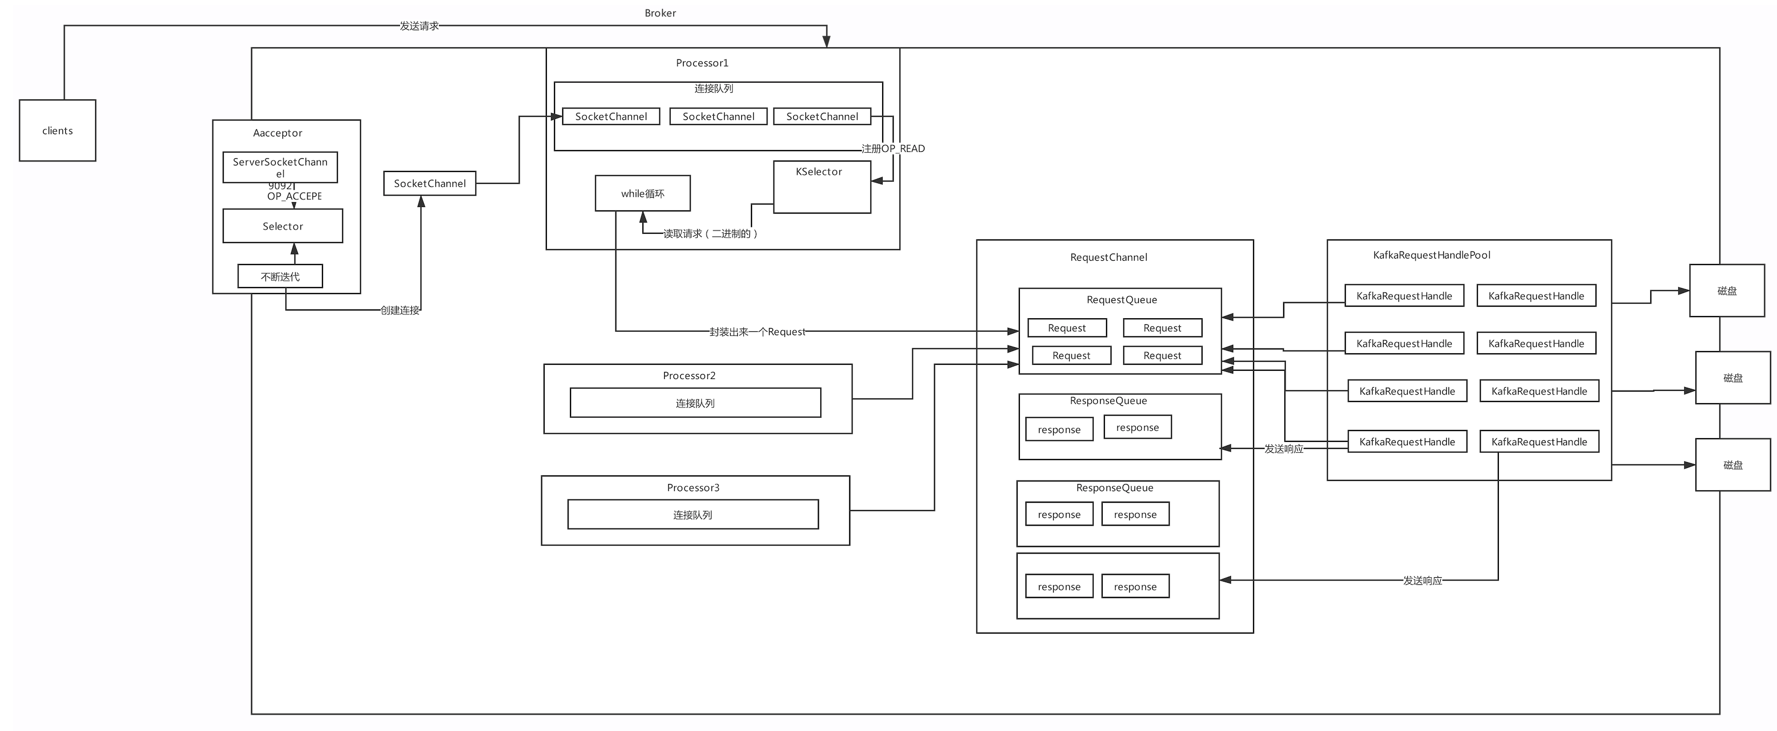 Broker
发送请求
clients
Aacceptor
ServerSocketChann
el
9092
OP_ACCEPE
Selector
不断迭代
创建连接
SocketChannel
Processor1
连接队列
SocketChannel
SocketChannel
SocketChannel
注册OP_READ
KSelector
while循环
读取请求（二进制的）
封装出来一个Request
Processor2
连接队列
Processor3
连接队列
RequestChannel
RequestQueue
Request
Request
Request
Request
ResponseQueue
response
response
ResponseQueue
response
response
response
response
KafkaRequestHandlePool
KafkaRequestHandle
KafkaRequestHandle
KafkaRequestHandle
KafkaRequestHandle
KafkaRequestHandle
KafkaRequestHandle
KafkaRequestHandle
KafkaRequestHandle
发送响应
发送响应
磁盘
磁盘
磁盘